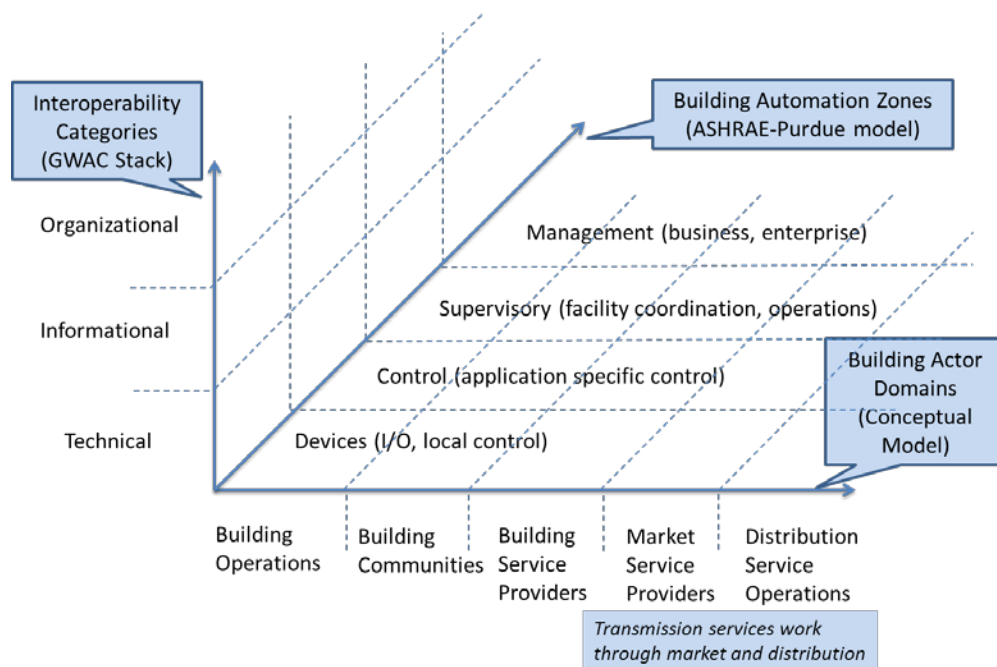 Interoperability
Categories
(GWAC Stack)
Building Automation Zones
(ASHRAE-Purdue model)
Organizational
Management (business, enterprise)
Supervisory (facility coordination, operations)
Informational
Building Actor
Domains
(Conceptual
Model)
Control (application specific control)
Technical
Devices (I/O, local control)
Building
Operations
Building
Communities
Building
Service
Providers
Market
Service
Providers
Distribution
Service
Operations
Transmission services work
through market and distribution